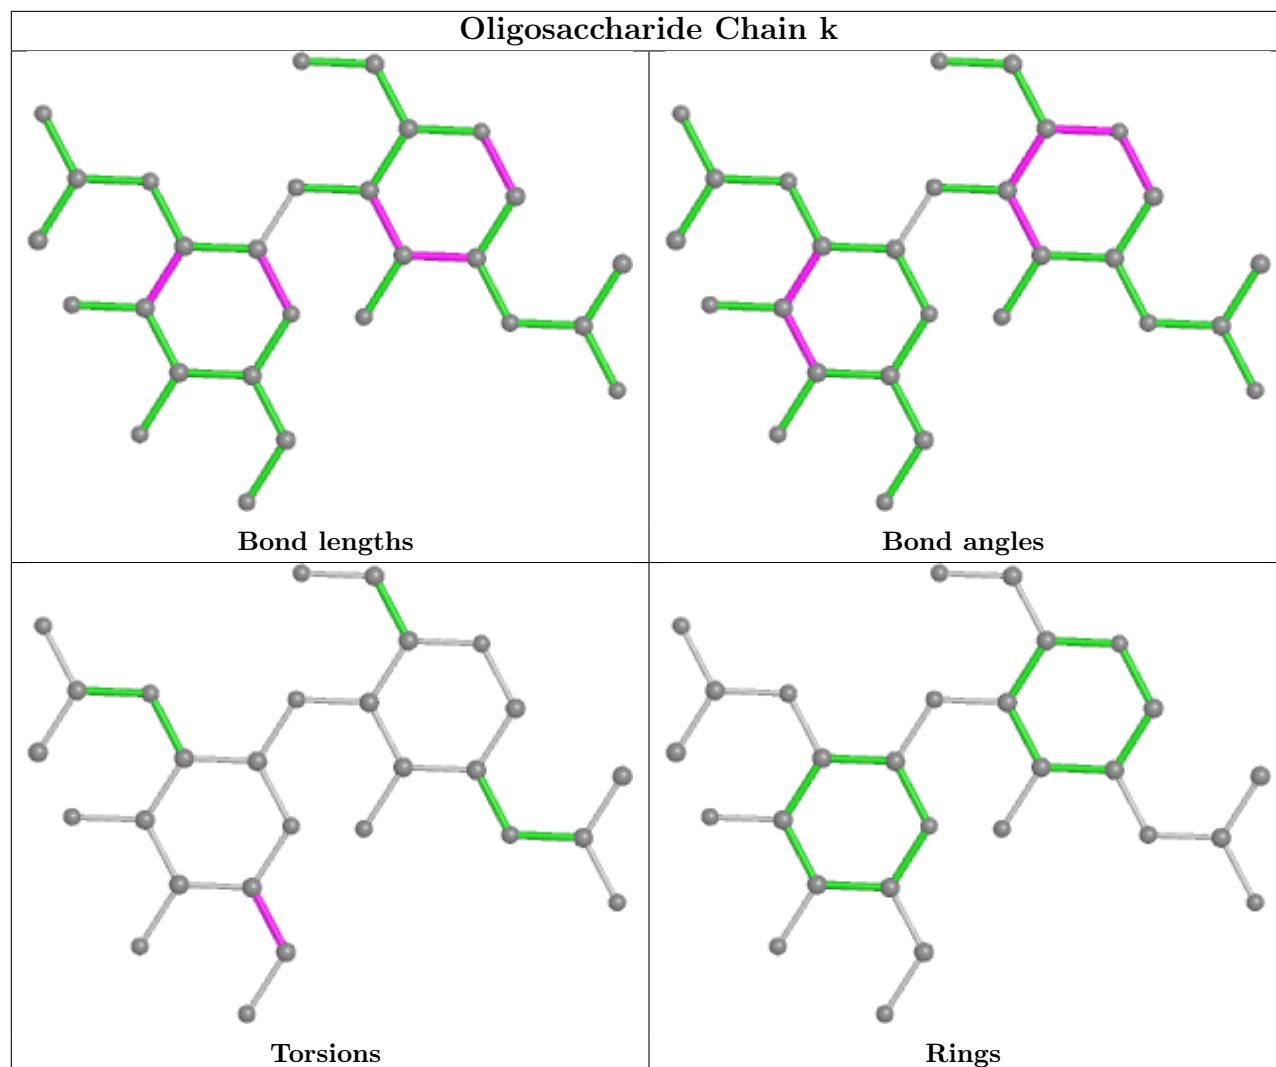 Oligosaccharide Chain k
Bond lengths
Bond angles
Torsions
Rings